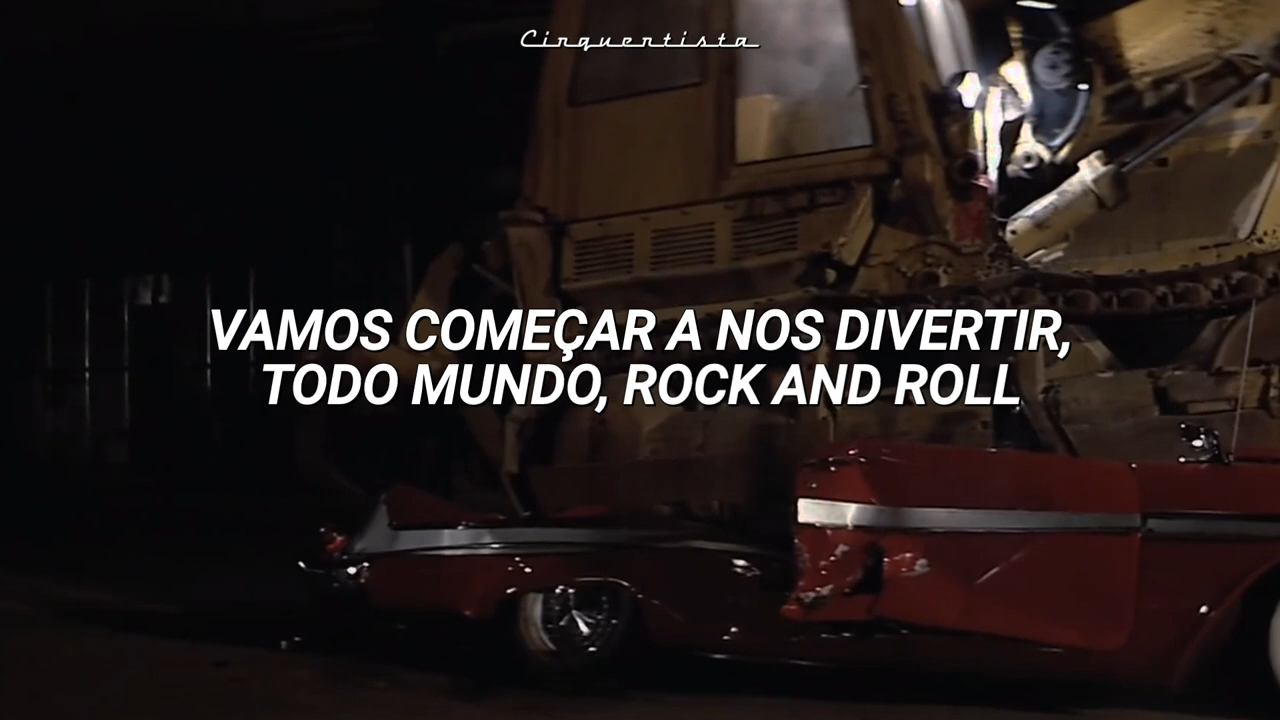 Cinquentista
VAMOS COMEÇAR A NOS DIVERTIR,
TODO MUNDO, ROCK AND ROLL